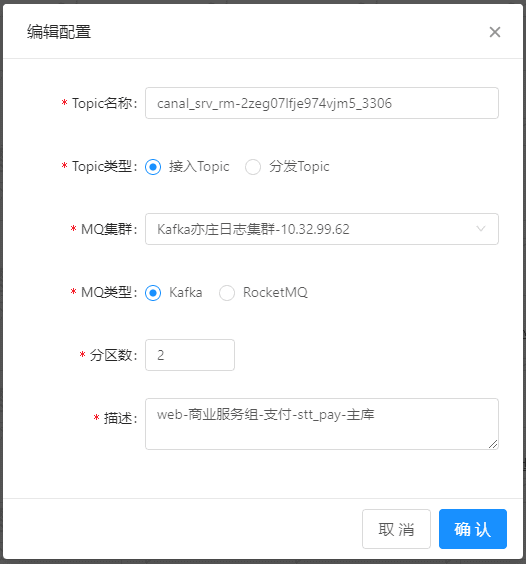 编辑配置
* Topic名称: canal_srv_rm-2zeg07lfje974vjm5_3306
* Topic类型: 接入Topic 分发Topic
* MQ集群: Kafka亦庄日志集群-10.32.99.62
* MQ类型: Kafka RocketMQ
* 分区数: 2
* 描述: web-商业服务组-支付-stt_pay-主库
取 消 确 认